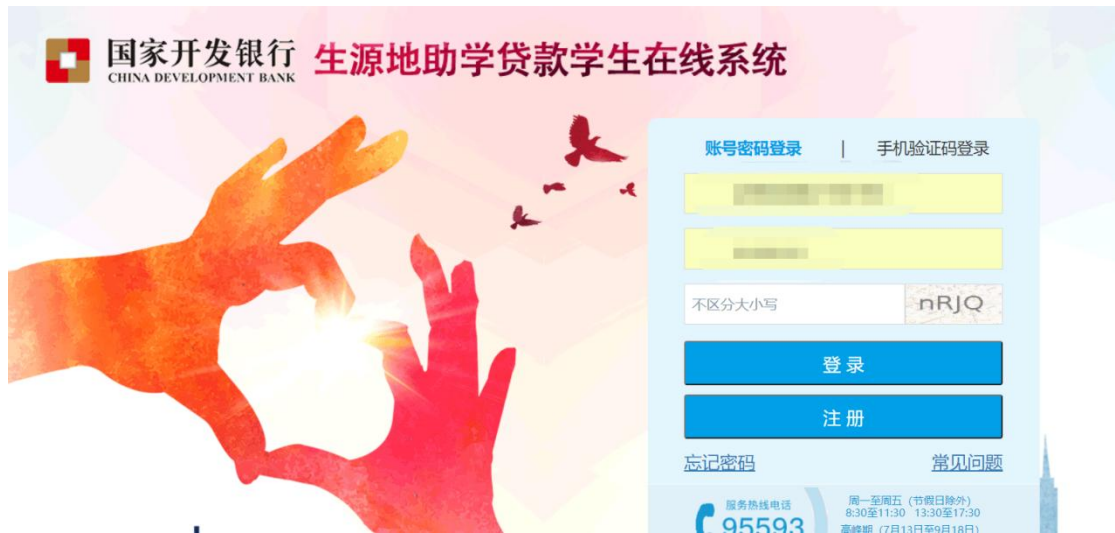 国家开发银行
CHINA DEVELOPMENT BANK
生源地助学贷款学生在线系统
账号密码登录 | 手机验证码登录
不区分大小写
nRJQ
登录
注册
忘记密码
常见问题
服务热线电话
95593
周一至周五（节假日除外）
8:30至11:30 13:30至17:30
高峰期（7月13日至9月18日）